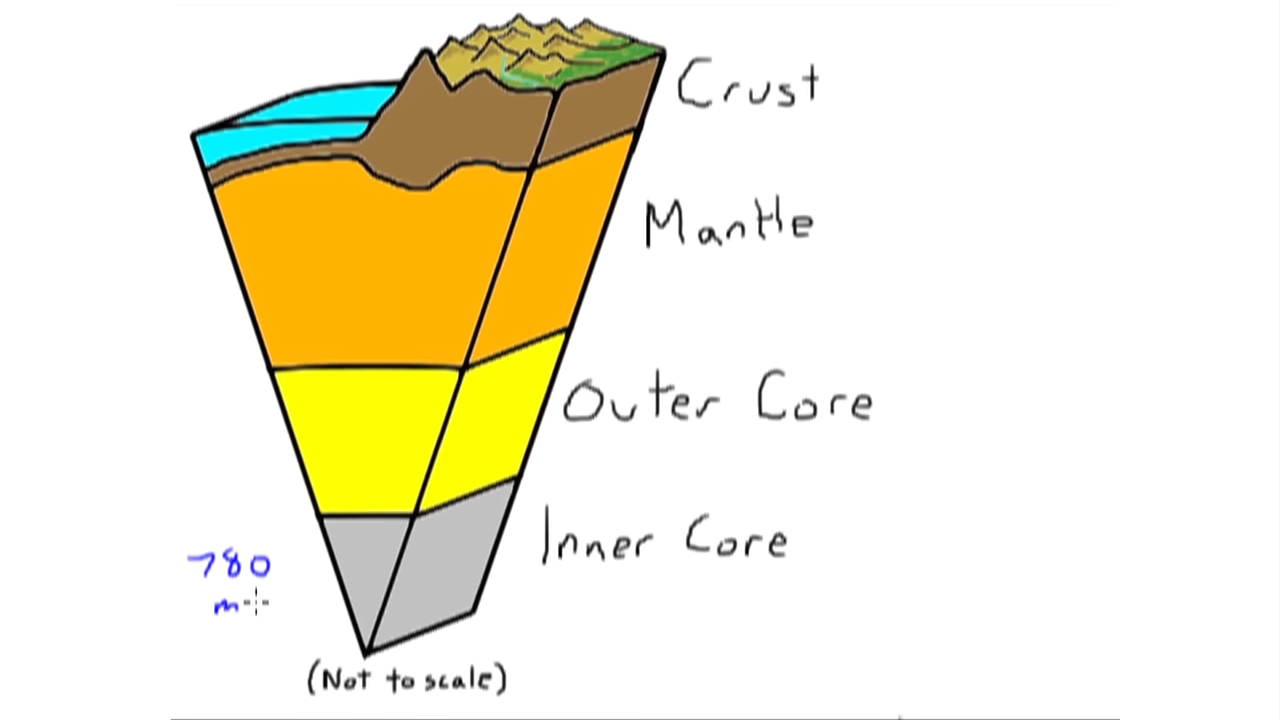 Crust
Mantle
Outer Core
Inner Core
780
m
(Not to scale)